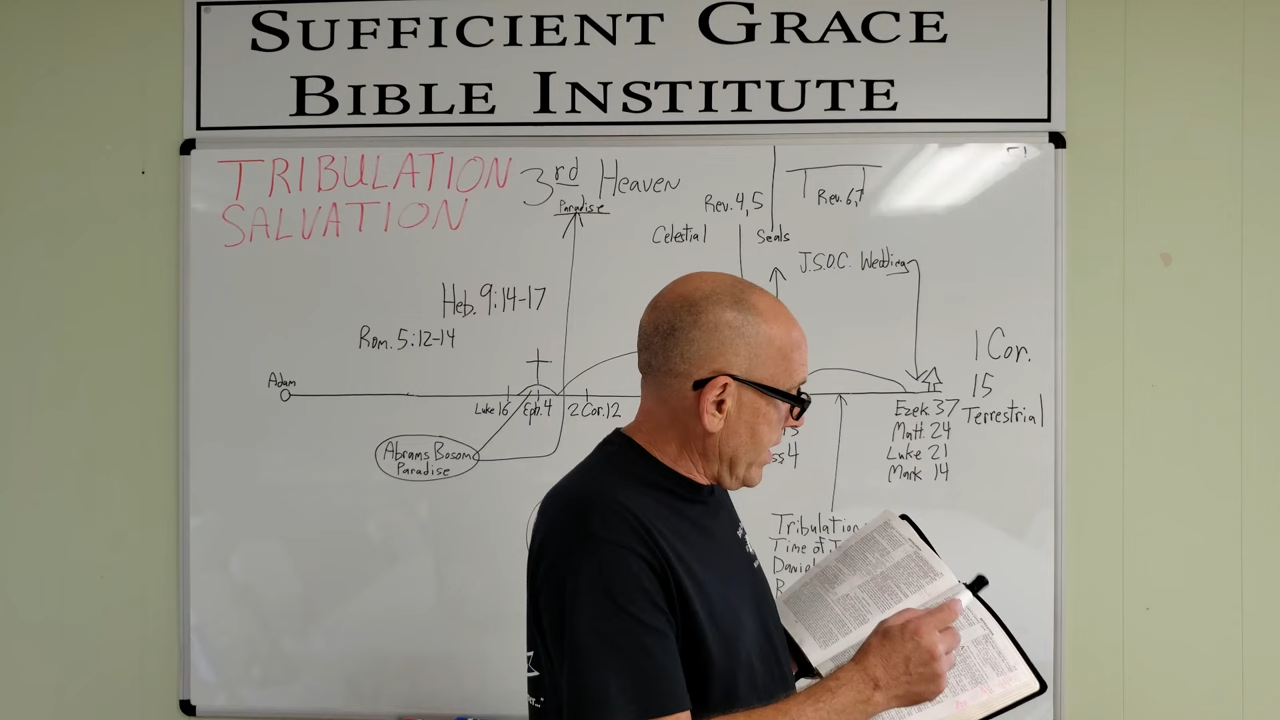 SUFFICIENT GRACE
BIBLE INSTITUTE
TRIBULATION
SALVATION
3rd Heaven
Paradise
Rev. 4,5
Rev. 6,7
Celestial
Seals
J.S.O.C. Wedding
Heb. 9:14-17
Rom. 5:12-14
1 Cor.
15
Terrestrial
Adam
Luke 16
Eph. 4
2 Cor. 12
Abrams Bosom
Paradise
Ezek. 37
Matt. 24
Luke 21
Mark 14
Tribulation
Time of